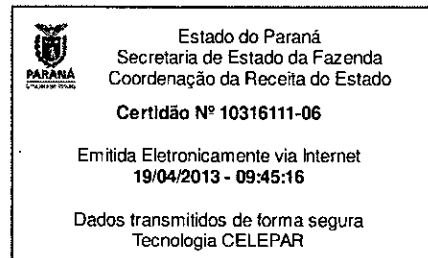 Estado do Paraná
Secretaria de Estado da Fazenda
Coordenação da Receita do Estado
PARANÁ
Certidão Nº 10316111-06
Emitida Eletronicamente via Internet
19/04/2013 - 09:45:16
Dados transmitidos de forma segura
Tecnologia CELEPAR